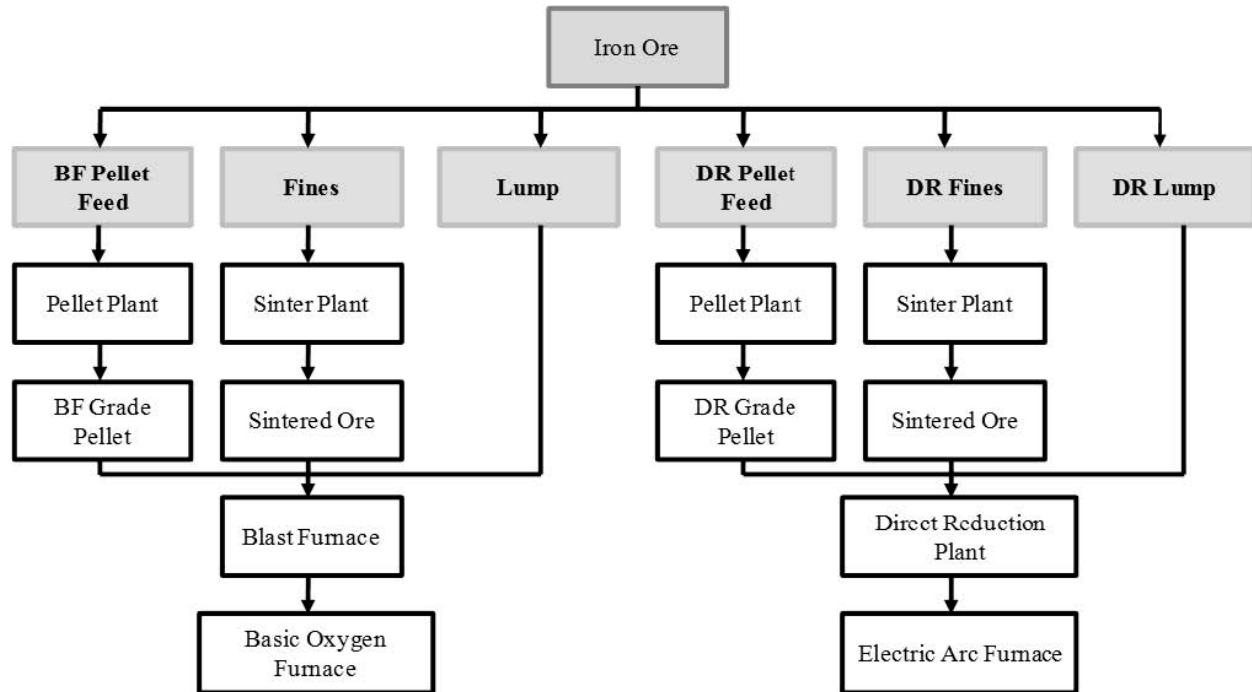 Iron Ore
BF Pellet
Feed
Fines
Lump
DR Pellet
Feed
DR Fines
DR Lump
Pellet Plant
Sinter Plant
Pellet Plant
Sinter Plant
BF Grade
Pellet
Sintered Ore
DR Grade
Pellet
Sintered Ore
Blast Furnace
Direct Reduction
Plant
Basic Oxygen
Furnace
Electric Arc Furnace